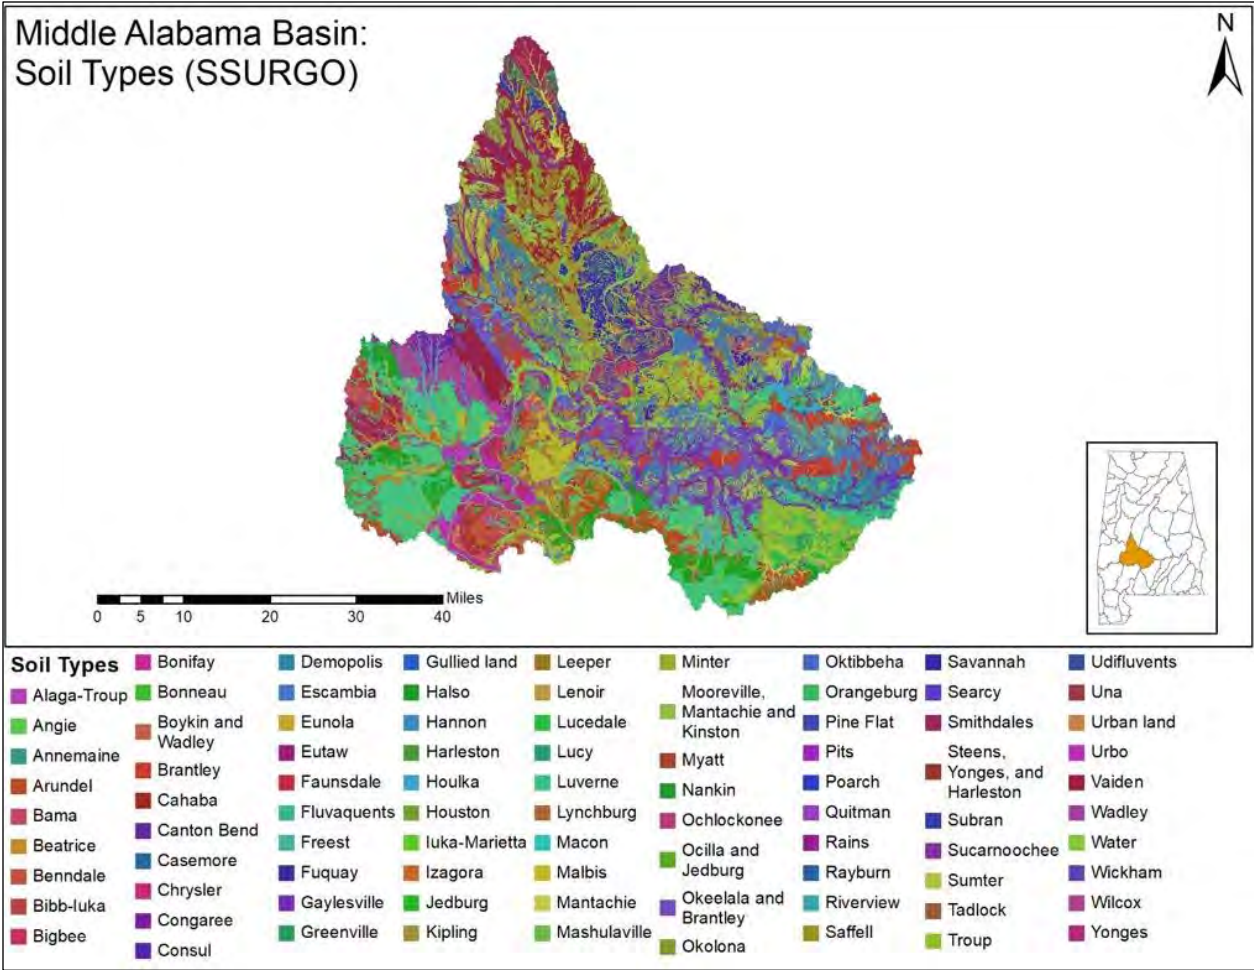 Middle Alabama Basin:
Soil Types (SSURGO)
N
Miles
0 5 10 20 30 40
Soil Types
Alaga-Troup
Angie
Annemaine
Arundel
Bama
Beatrice
Benndale
Bibb-Iuka
Bigbee
Bonifay
Bonneau
Boykin and
Wadley
Brantley
Cahaba
Canton Bend
Casemore
Chrysler
Congaree
Consul
Demopolis
Escambia
Eunola
Eutaw
Faunsdale
Fluvaquents
Freest
Fuquay
Gaylesville
Greenville
Gullied land
Halso
Hannon
Harleston
Houlka
Houston
Iuka-Marietta
Izagora
Jedburg
Kipling
Leeper
Lenoir
Lucedale
Lucy
Luverne
Lynchburg
Macon
Malbis
Mantachie
Mashulaville
Minter
Mooreville,
Mantachie and
Kinston
Myatt
Nankin
Ochlockonee
Ocilla and
Jedburg
Okeelala and
Brantley
Okolona
Oktibbeha
Orangeburg
Pine Flat
Pits
Poarch
Quitman
Rains
Rayburn
Riverview
Saffell
Savannah
Searcy
Smithdales
Steens,
Yonges, and
Harleston
Subran
Sucarnoochee
Sumter
Tadlock
Troup
Udifluvents
Una
Urban land
Urbo
Vaiden
Wadley
Water
Wickham
Wilcox
Yonges